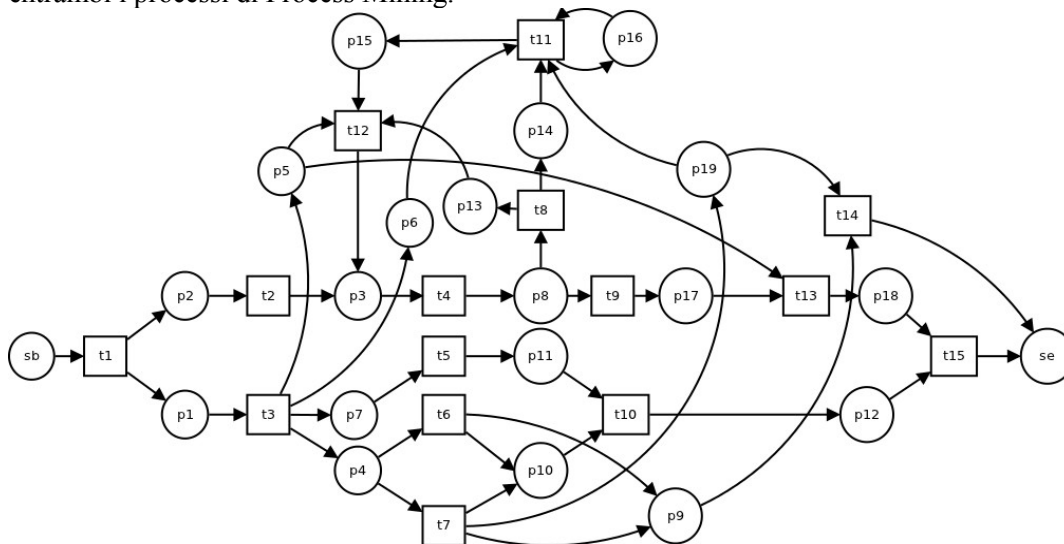 entrambi i processi di Process Mining.
p15
t11
p16
t12
p14
p5
p19
p13
p6
t8
t14
p2
t2
p3
t4
p8
t9
p17
t13
p18
sb
t1
t5
p11
t15
se
p1
t3
p7
t6
t10
p12
p4
p10
t7
p9